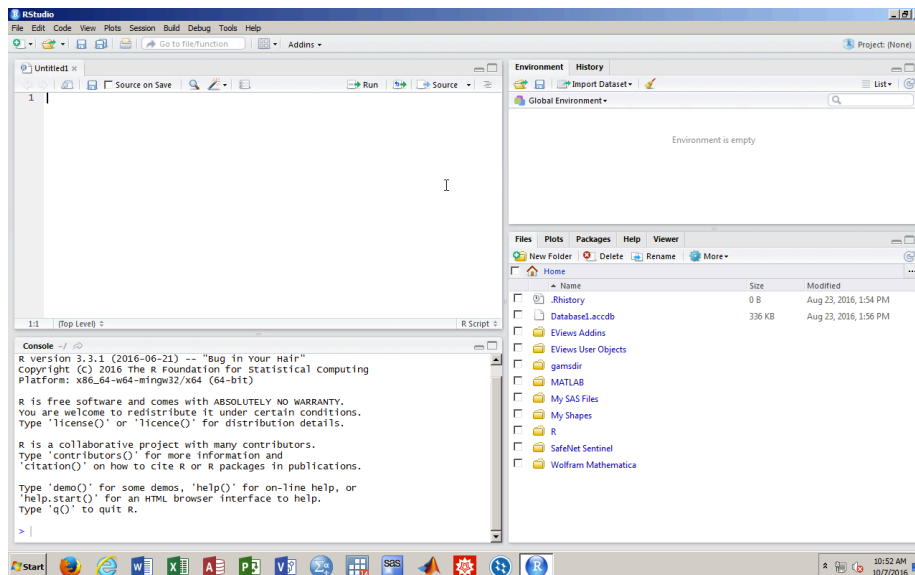 RStudio
File Edit Code View Plots Session Build Debug Tools Help
Go to file/function Addins Project: (None)
Untitled1
Source on Save Run Source
1
1:1 (Top Level) R Script
Console ~/
R version 3.3.1 (2016-06-21) -- "Bug in Your Hair"
Copyright (C) 2016 The R Foundation for Statistical Computing
Platform: x86_64-w64-mingw32/x64 (64-bit)
R is free software and comes with ABSOLUTELY NO WARRANTY.
You are welcome to redistribute it under certain conditions.
Type 'license()' or 'licence()' for distribution details.
R is a collaborative project with many contributors.
Type 'contributors()' for more information and
'citation()' on how to cite R or R packages in publications.
Type 'demo()' for some demos, 'help()' for on-line help, or
'help.start()' for an HTML browser interface to help.
Type 'q()' to quit R.
>
Environment History
Import Dataset List
Global Environment
Environment is empty
Files Plots Packages Help Viewer
New Folder Delete Rename More
Home
Name Size Modified
.Rhistory 0 B Aug 23, 2016, 1:54 PM
Database1.accdb 336 KB Aug 23, 2016, 1:56 PM
EViews Addins
EViews User Objects
gamsdir
MATLAB
My SAS Files
My Shapes
R
SafeNet Sentinel
Wolfram Mathematica
Start sas 14 R 10:52 AM
10/7/2016